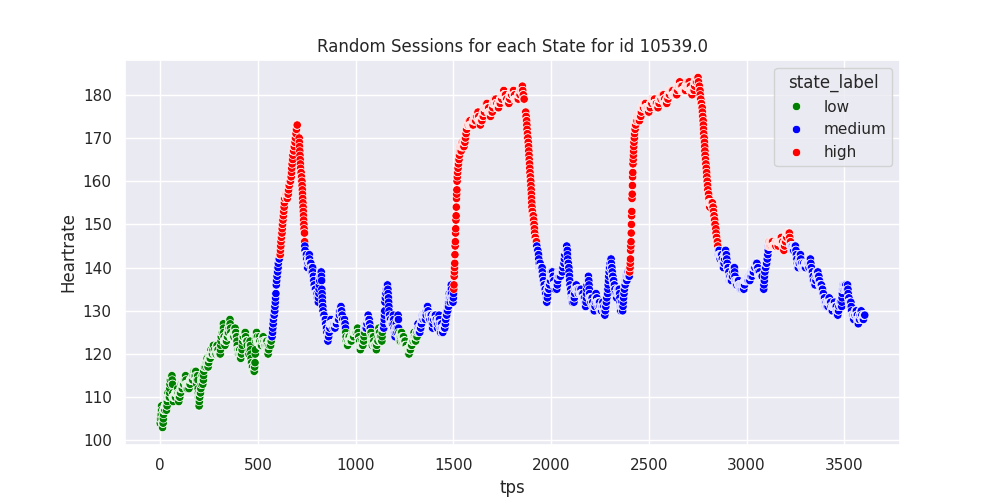 Random Sessions for each State for id 10539.0
state_label
low
medium
high
Heartrate
180
170
160
150
140
130
120
110
100
0 500 1000 1500 2000 2500 3000 3500
tps